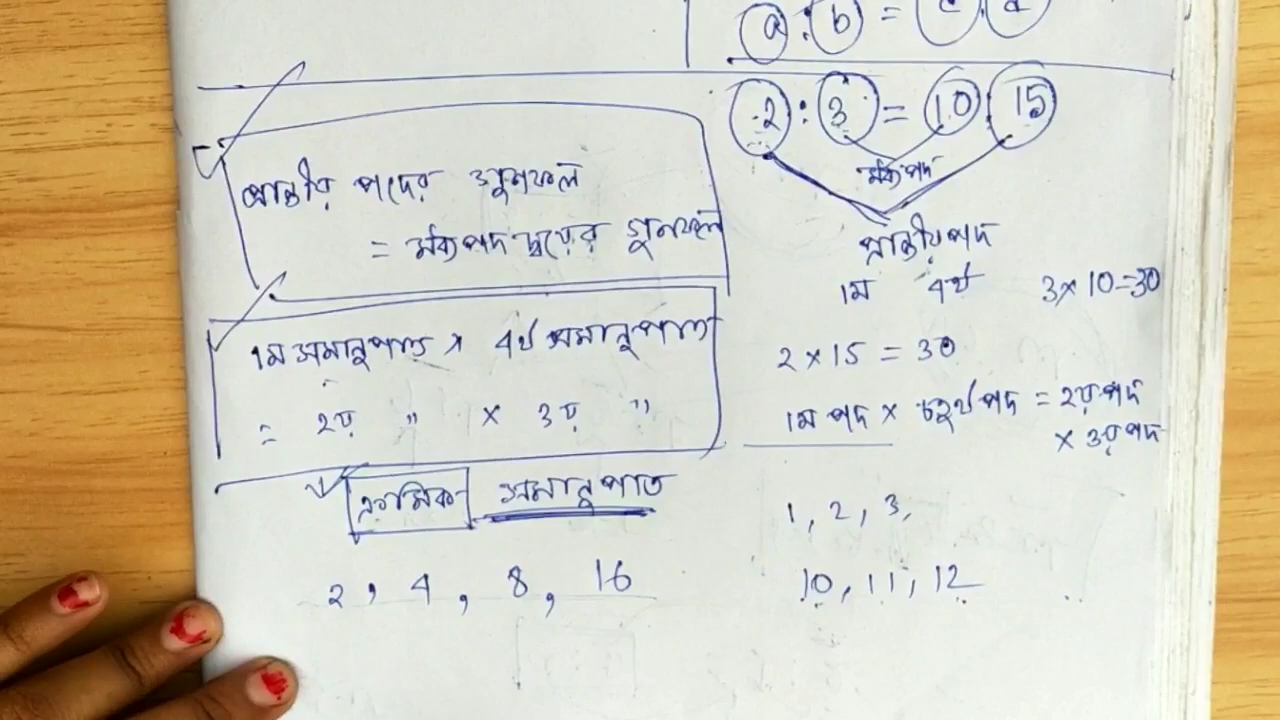 a : b = c : d
প্রান্তীয় পদের গুনফল
= মধ্যপদ দ্বয়ের গুনফল
1ম সমানুপাত × 4র্থ সমানুপাত
= 2য় " × 3য় "
ক্রমিক সমানুপাত
2, 4, 8, 16
2 : 3 = 10 : 15
মধ্যপদ
প্রান্তীয়পদ
1ম 4র্থ 3×10=30
2×15 = 30
1ম পদ × চতুর্থপদ = 2য় পদ
× 3য় পদ
1, 2, 3,
10, 11, 12